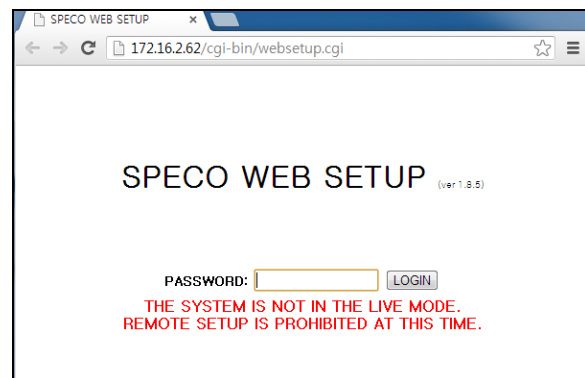 SPECO WEB SETUP
172.16.2.62/cgi-bin/websetup.cgi
SPECO WEB SETUP (ver 1.8.5)
PASSWORD: LOGIN
THE SYSTEM IS NOT IN THE LIVE MODE.
REMOTE SETUP IS PROHIBITED AT THIS TIME.